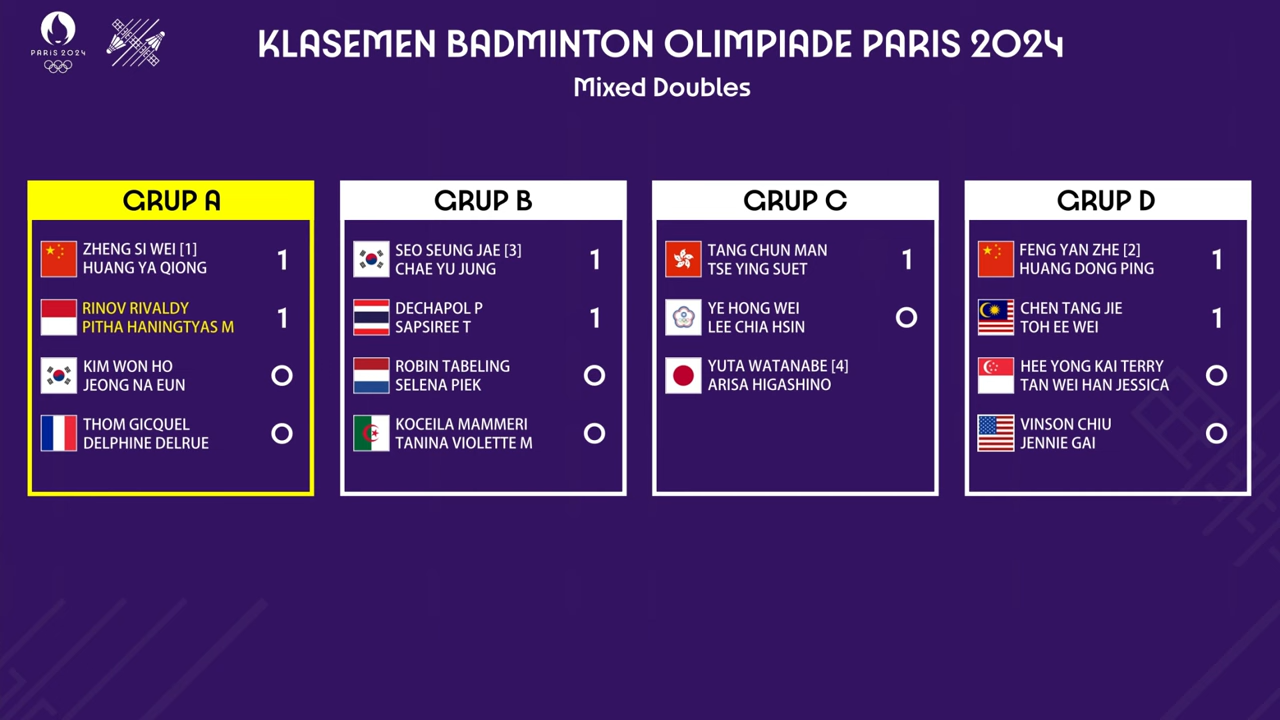 PARIS 2024
KLASEMEN BADMINTON OLIMPIADE PARIS 2024
Mixed Doubles
GRUP A
ZHENG SI WEI [1]
HUANG YA QIONG
1
RINOV RIVALDY
PITHA HANINGTYAS M
1
KIM WON HO
JEONG NA EUN
0
THOM GICQUEL
DELPHINE DELRUE
0
GRUP B
SEO SEUNG JAE [3]
CHAE YU JUNG
1
DECHAPOL P
SAPSIREE T
1
ROBIN TABELING
SELENA PIEK
0
KOCEILA MAMMERI
TANINA VIOLETTE M
0
GRUP C
TANG CHUN MAN
TSE YING SUET
1
YE HONG WEI
LEE CHIA HSIN
0
YUTA WATANABE [4]
ARISA HIGASHINO
GRUP D
FENG YAN ZHE [2]
HUANG DONG PING
1
CHEN TANG JIE
TOH EE WEI
1
HEE YONG KAI TERRY
TAN WEI HAN JESSICA
0
VINSON CHIU
JENNIE GAI
0